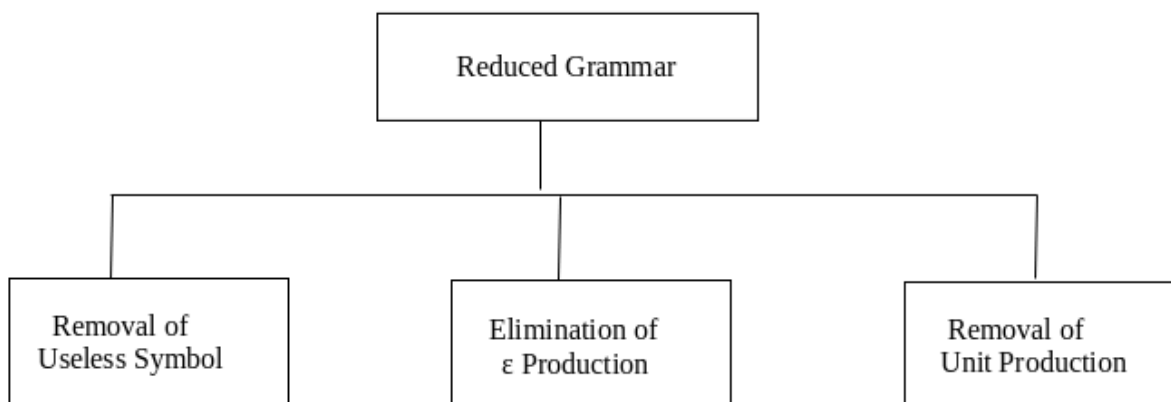 Reduced Grammar
Removal of
Useless Symbol
Elimination of
ε Production
Removal of
Unit Production